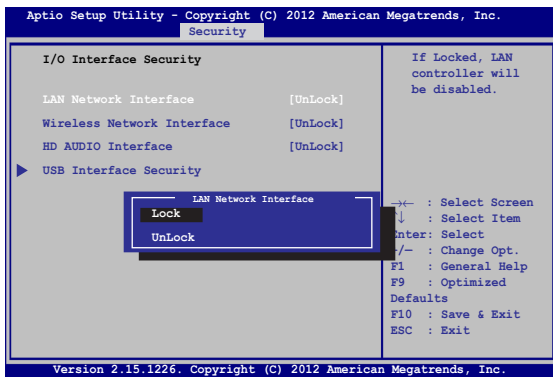 Aptio Setup Utility - Copyright (C) 2012 American Megatrends, Inc.
Security
I/O Interface Security
LAN Network Interface [UnLock]
Wireless Network Interface [UnLock]
HD AUDIO Interface [UnLock]
USB Interface Security
LAN Network Interface
Lock
UnLock
If Locked, LAN
controller will
be disabled.
→← : Select Screen
↑↓ : Select Item
Enter: Select
+/— : Change Opt.
F1 : General Help
F9 : Optimized
Defaults
F10 : Save & Exit
ESC : Exit
Version 2.15.1226. Copyright (C) 2012 American Megatrends, Inc.